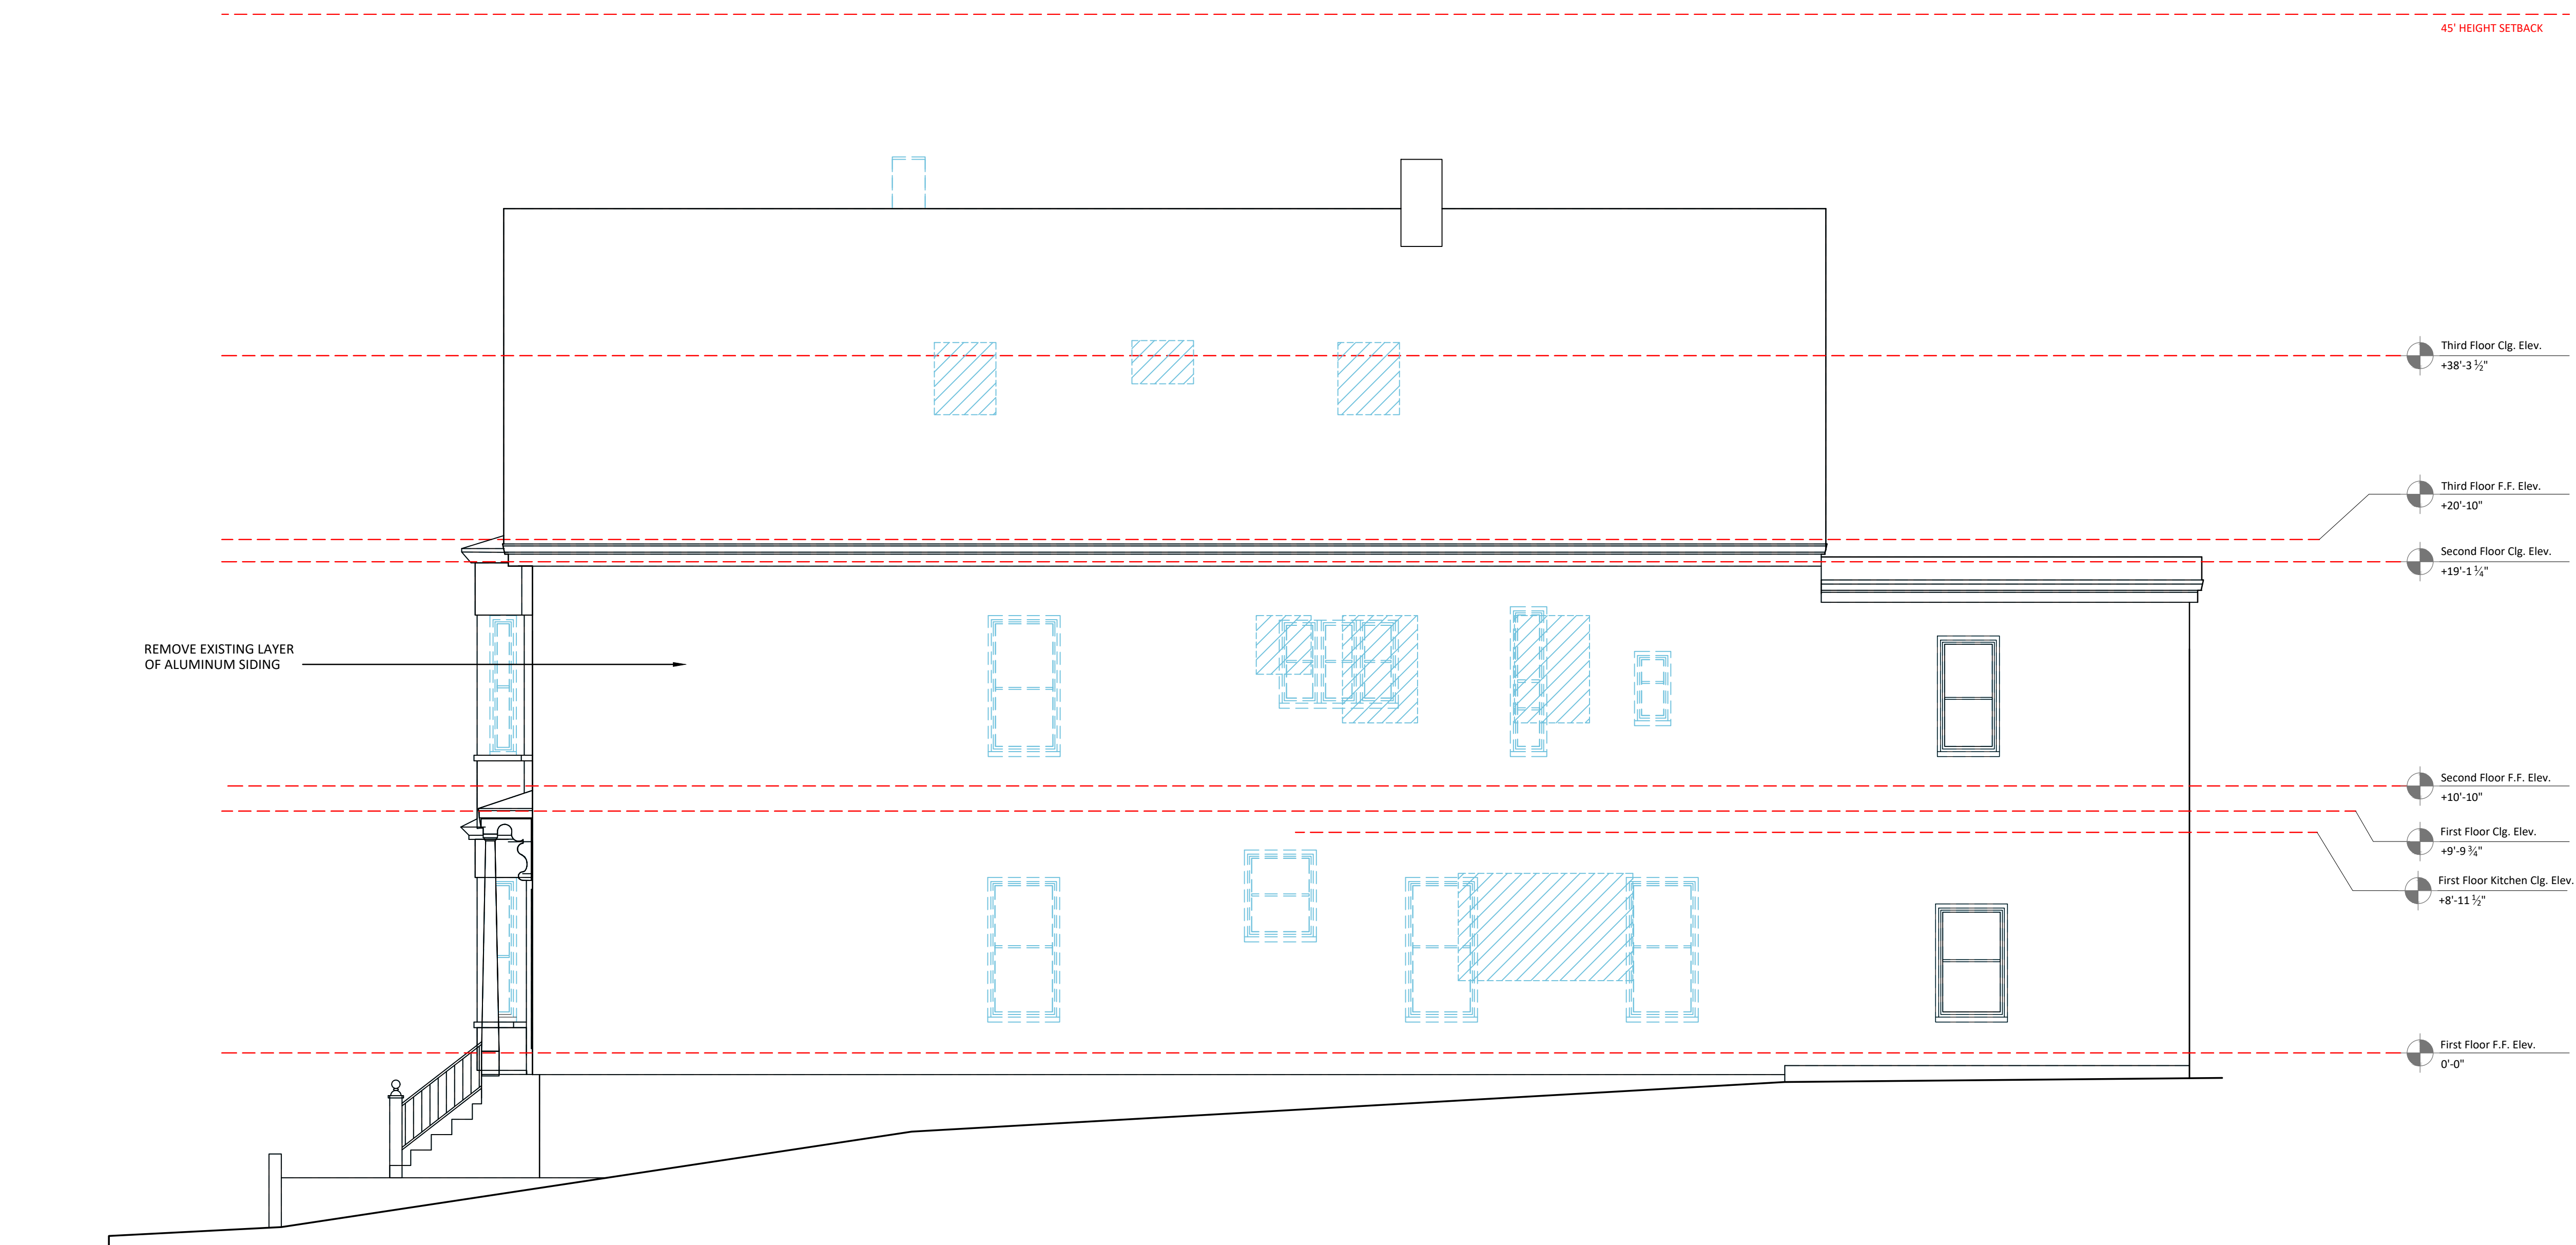 45' HEIGHT SETBACK
Third Floor Clg. Elev.
+38'-3 ½"
Third Floor F.F. Elev.
+20'-10"
Second Floor Clg. Elev.
+19'-1 ¼"
REMOVE EXISTING LAYER
OF ALUMINUM SIDING
Second Floor F.F. Elev.
+10'-10"
First Floor Clg. Elev.
+9'-9 ¾"
First Floor Kitchen Clg. Elev.
+8'-11 ½"
First Floor F.F. Elev.
0'-0"